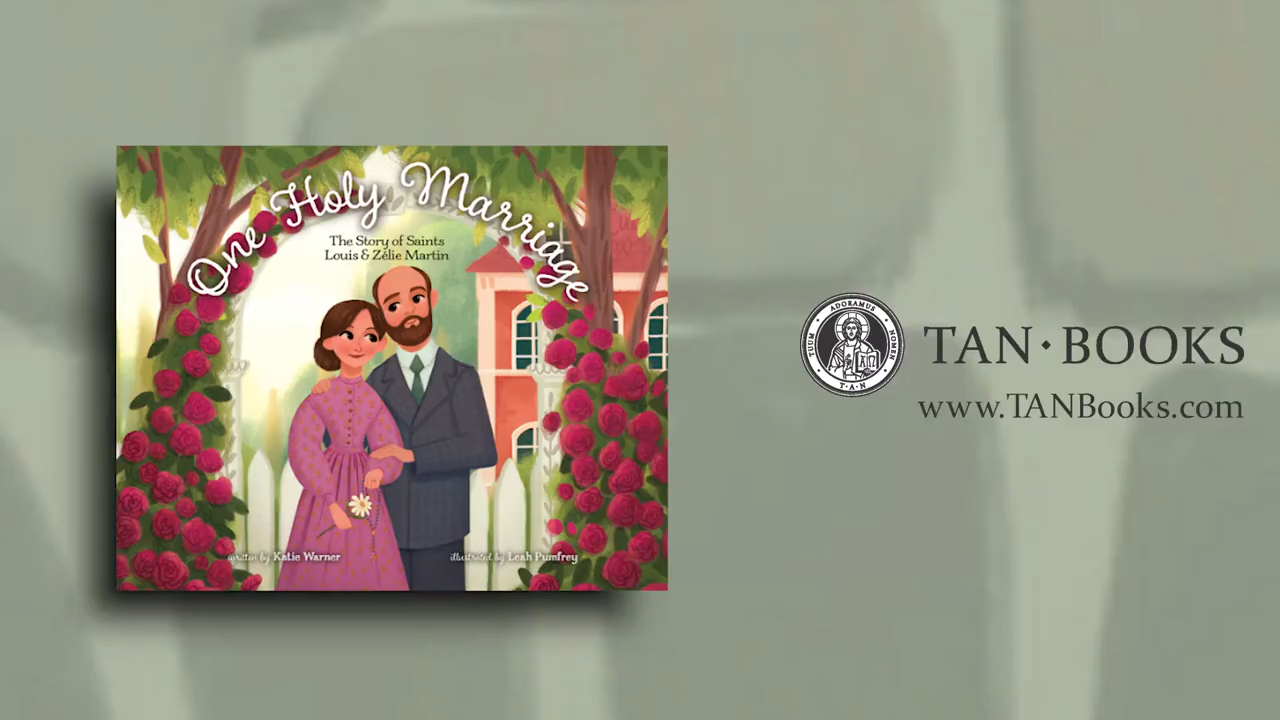 One Holy Marriage
The Story of Saints
Louis & Zélie Martin
written by Katie Warner
illustrated by Leah Pumfrey
ADORAMUS
NOMEN
TUUM
T·A·N
TAN·BOOKS
www.TANBooks.com